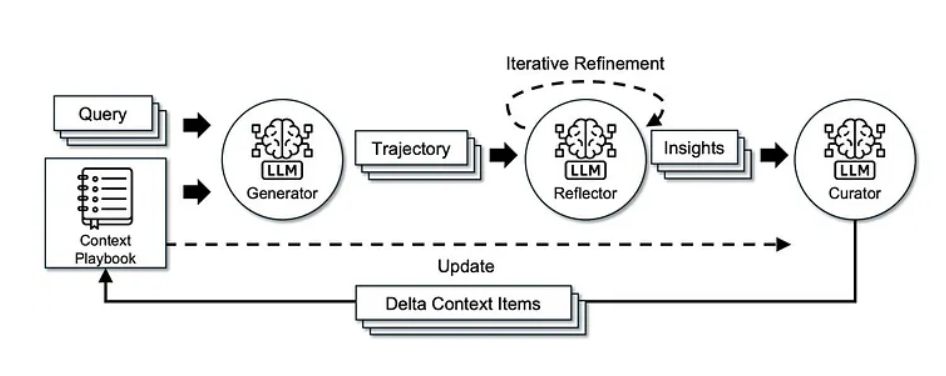 Iterative Refinement
Query
Trajectory
Insights
LLM
Generator
LLM
Reflector
LLM
Curator
Context
Playbook
Update
Delta Context Items